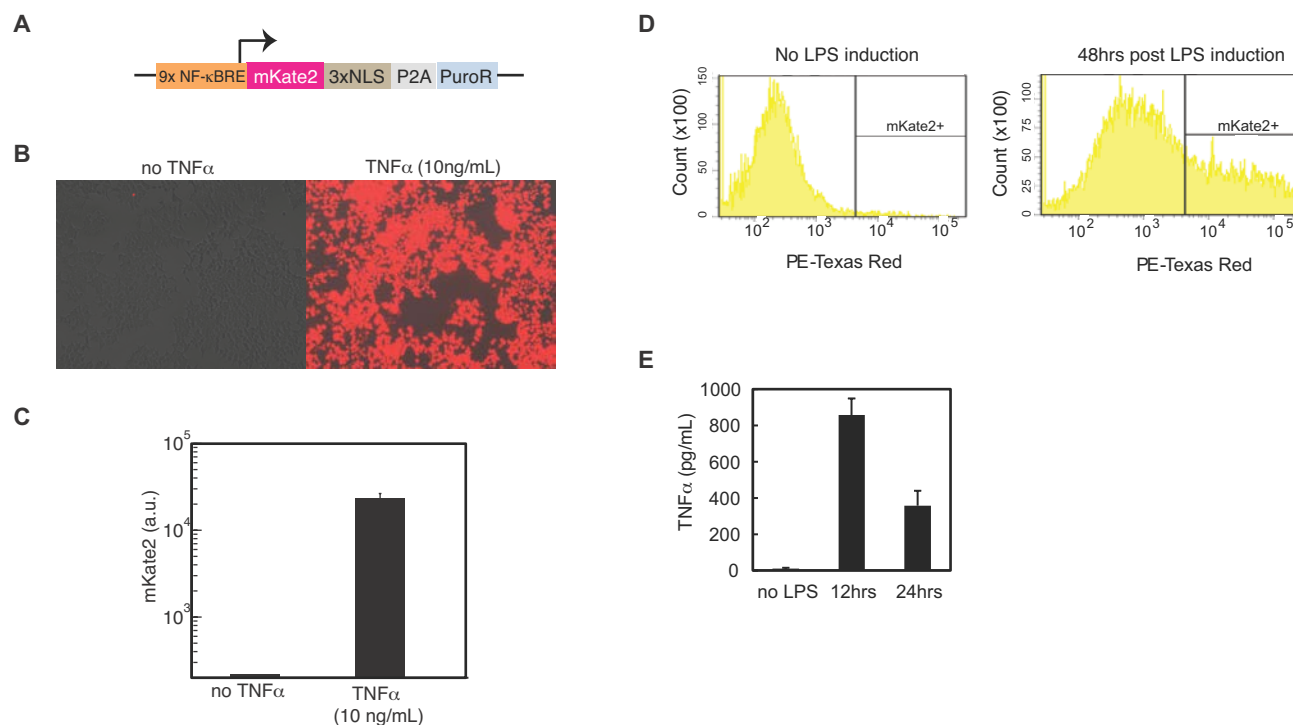 A
9x NF-κBRE mKate2 3xNLS P2A PuroR
B
no TNFα TNFα (10ng/mL)
C
mKate2 (a.u.)
10^5
10^4
10^3
no TNFα TNFα
(10 ng/mL)
D
No LPS induction
Count (x100)
150
100
50
0
mKate2+
10^2 10^3 10^4 10^5
PE-Texas Red
48hrs post LPS induction
Count (x100)
100
75
50
25
0
mKate2+
10^2 10^3 10^4 10^5
PE-Texas Red
E
TNFα (pg/mL)
1000
800
600
400
200
0
no LPS 12hrs 24hrs